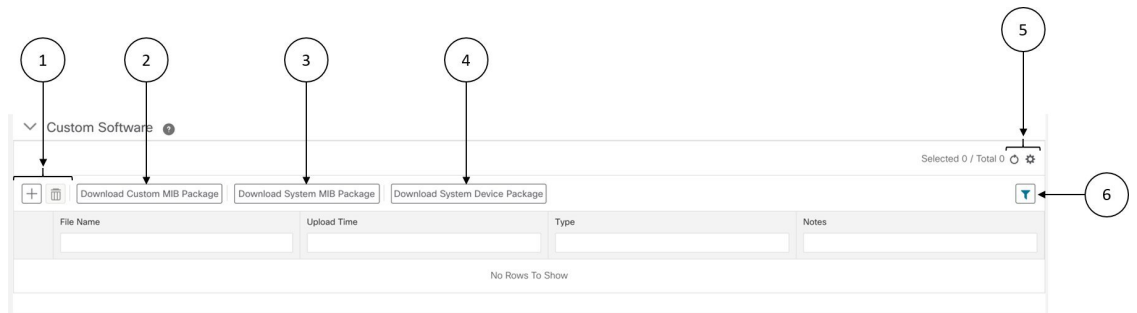 5
1 2 3 4
Custom Software ?
Selected 0 / Total 0
Download Custom MIB Package Download System MIB Package Download System Device Package
6
File Name Upload Time Type Notes
No Rows To Show